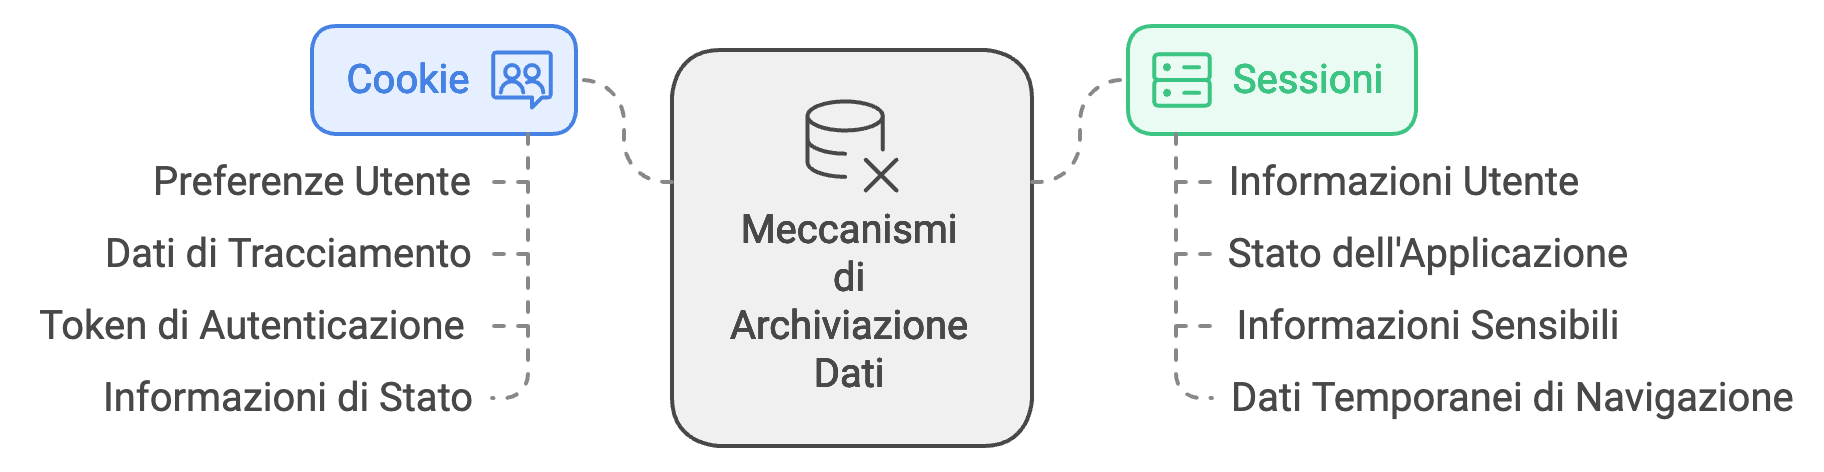 Cookie
Preferenze Utente
Dati di Tracciamento
Token di Autenticazione
Informazioni di Stato
Meccanismi
di
Archiviazione
Dati
Sessioni
Informazioni Utente
Stato dell'Applicazione
Informazioni Sensibili
Dati Temporanei di Navigazione